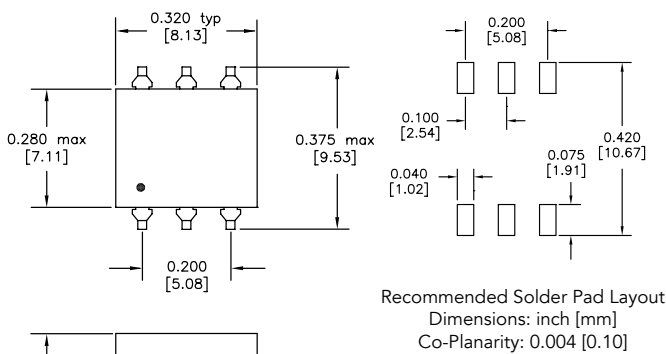 0.320 typ
[8.13]
0.280 max
[7.11]
0.375 max
[9.53]
0.200
[5.08]
0.200
[5.08]
0.100
[2.54]
0.420
[10.67]
0.040
[1.02]
0.075
[1.91]
Recommended Solder Pad Layout
Dimensions: inch [mm]
Co-Planarity: 0.004 [0.10]